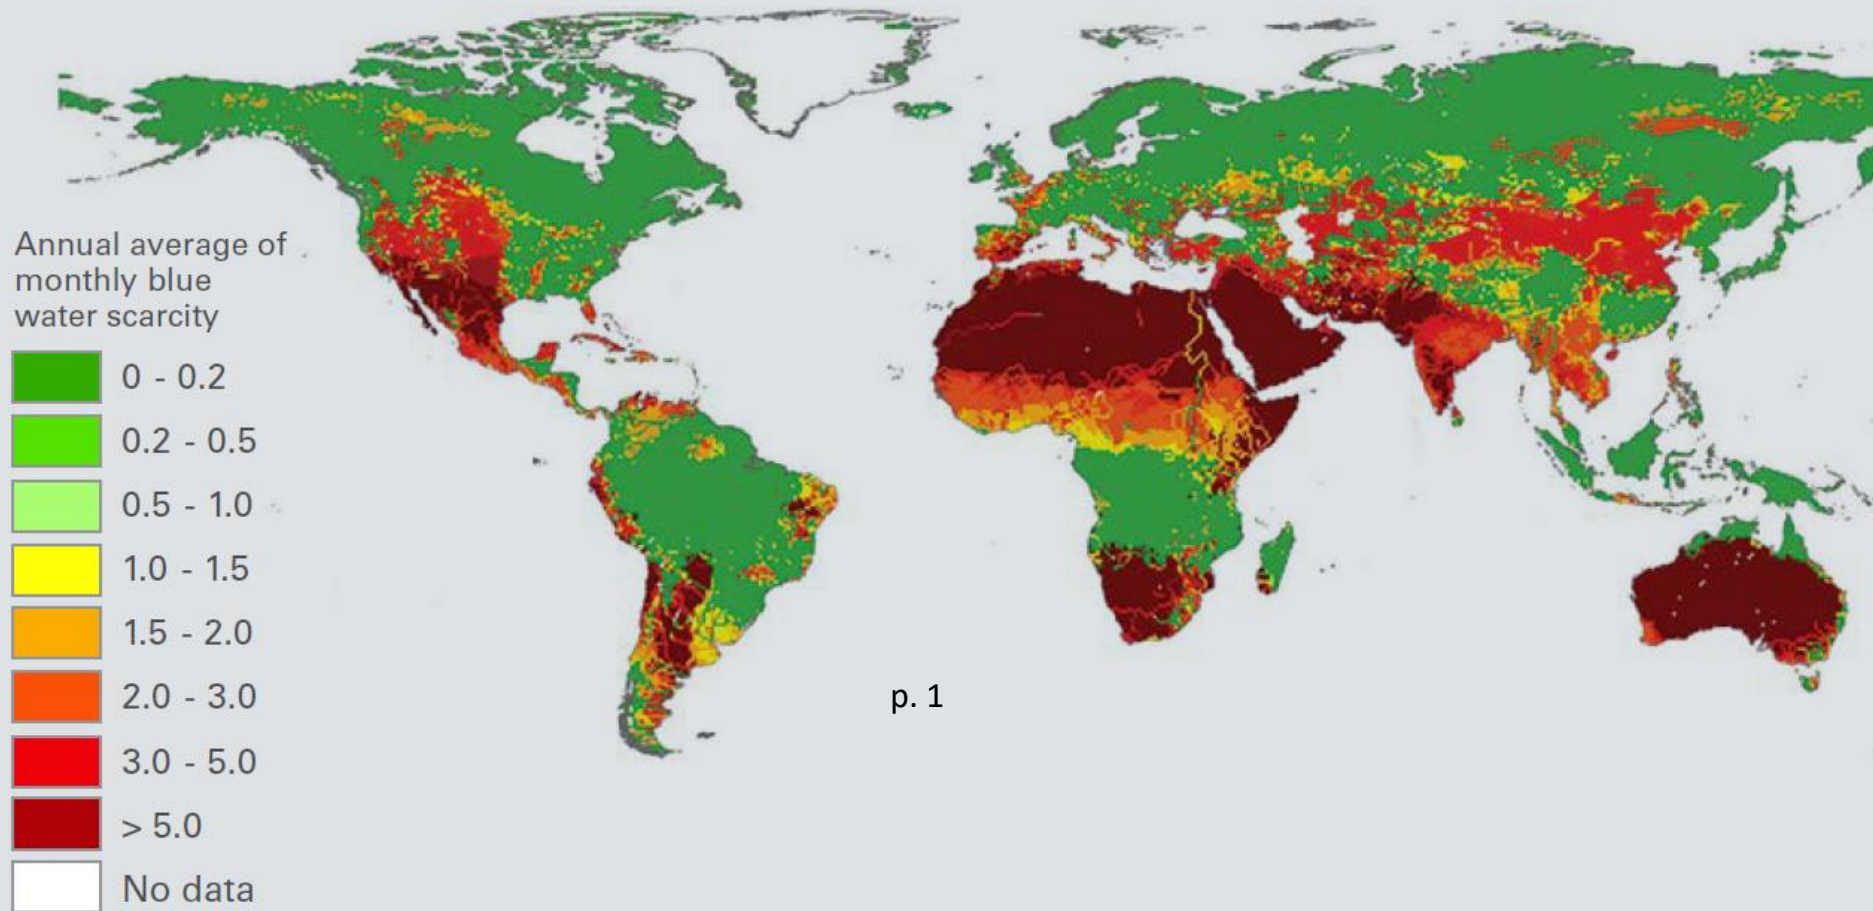 Annual average of
monthly blue
water scarcity
0 - 0.2
0.2 - 0.5
0.5 - 1.0
1.0 - 1.5
1.5 - 2.0
2.0 - 3.0
3.0 - 5.0
> 5.0
No data
p. 1